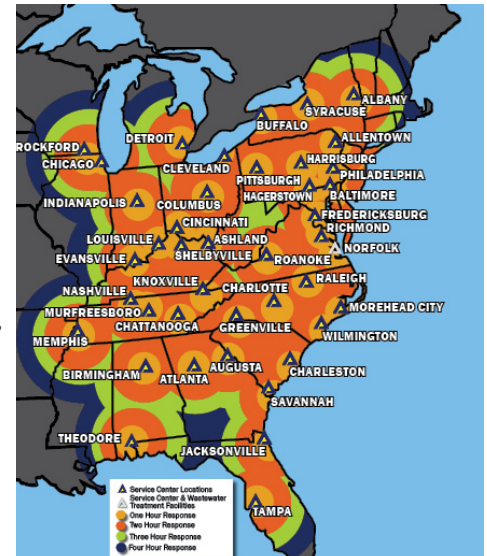 ALBANY
SYRACUSE
BUFFALO
DETROIT
ROCKFORD
CHICAGO
CLEVELAND
ALLENTOWN
HARRISBURG
PITTSBURGH
PHILADELPHIA
HAGERSTOWN
BALTIMORE
INDIANAPOLIS
COLUMBUS
FREDERICKSBURG
CINCINNATI
RICHMOND
LOUISVILLE
ASHLAND
NORFOLK
EVANSVILLE
SHELBYVILLE
ROANOKE
KNOXVILLE
RALEIGH
NASHVILLE
CHARLOTTE
MURFREESBORO
MOREHEAD CITY
CHATTANOOGA
GREENVILLE
MEMPHIS
WILMINGTON
BIRMINGHAM
ATLANTA
AUGUSTA
CHARLESTON
SAVANNAH
THEODORE
JACKSONVILLE
TAMPA
Service Center Locations
Service Center & Wastewater
Treatment Facilities
One Hour Response
Two Hour Response
Three Hour Response
Four Hour Response